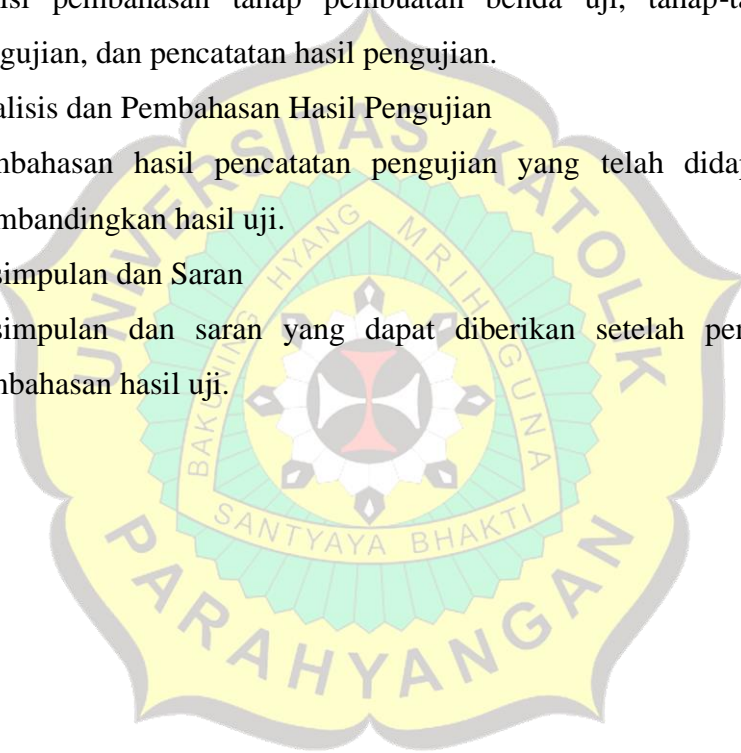 isi pembahasan tahap pembuatan benda uji, tahap-ta
gujian, dan pencatatan hasil pengujian.
alisis dan Pembahasan Hasil Pengujian
mbahasan hasil pencatatan pengujian yang telah didap
mbandingkan hasil uji.
simpulan dan Saran
simpulan dan saran yang dapat diberikan setelah pen
mbahasan hasil uji.
UNIVERSITAS KATOLIK
PARAHYANGAN
BAKUNING HYANG MRIH GUNA
SANTYAYA BHAKTI